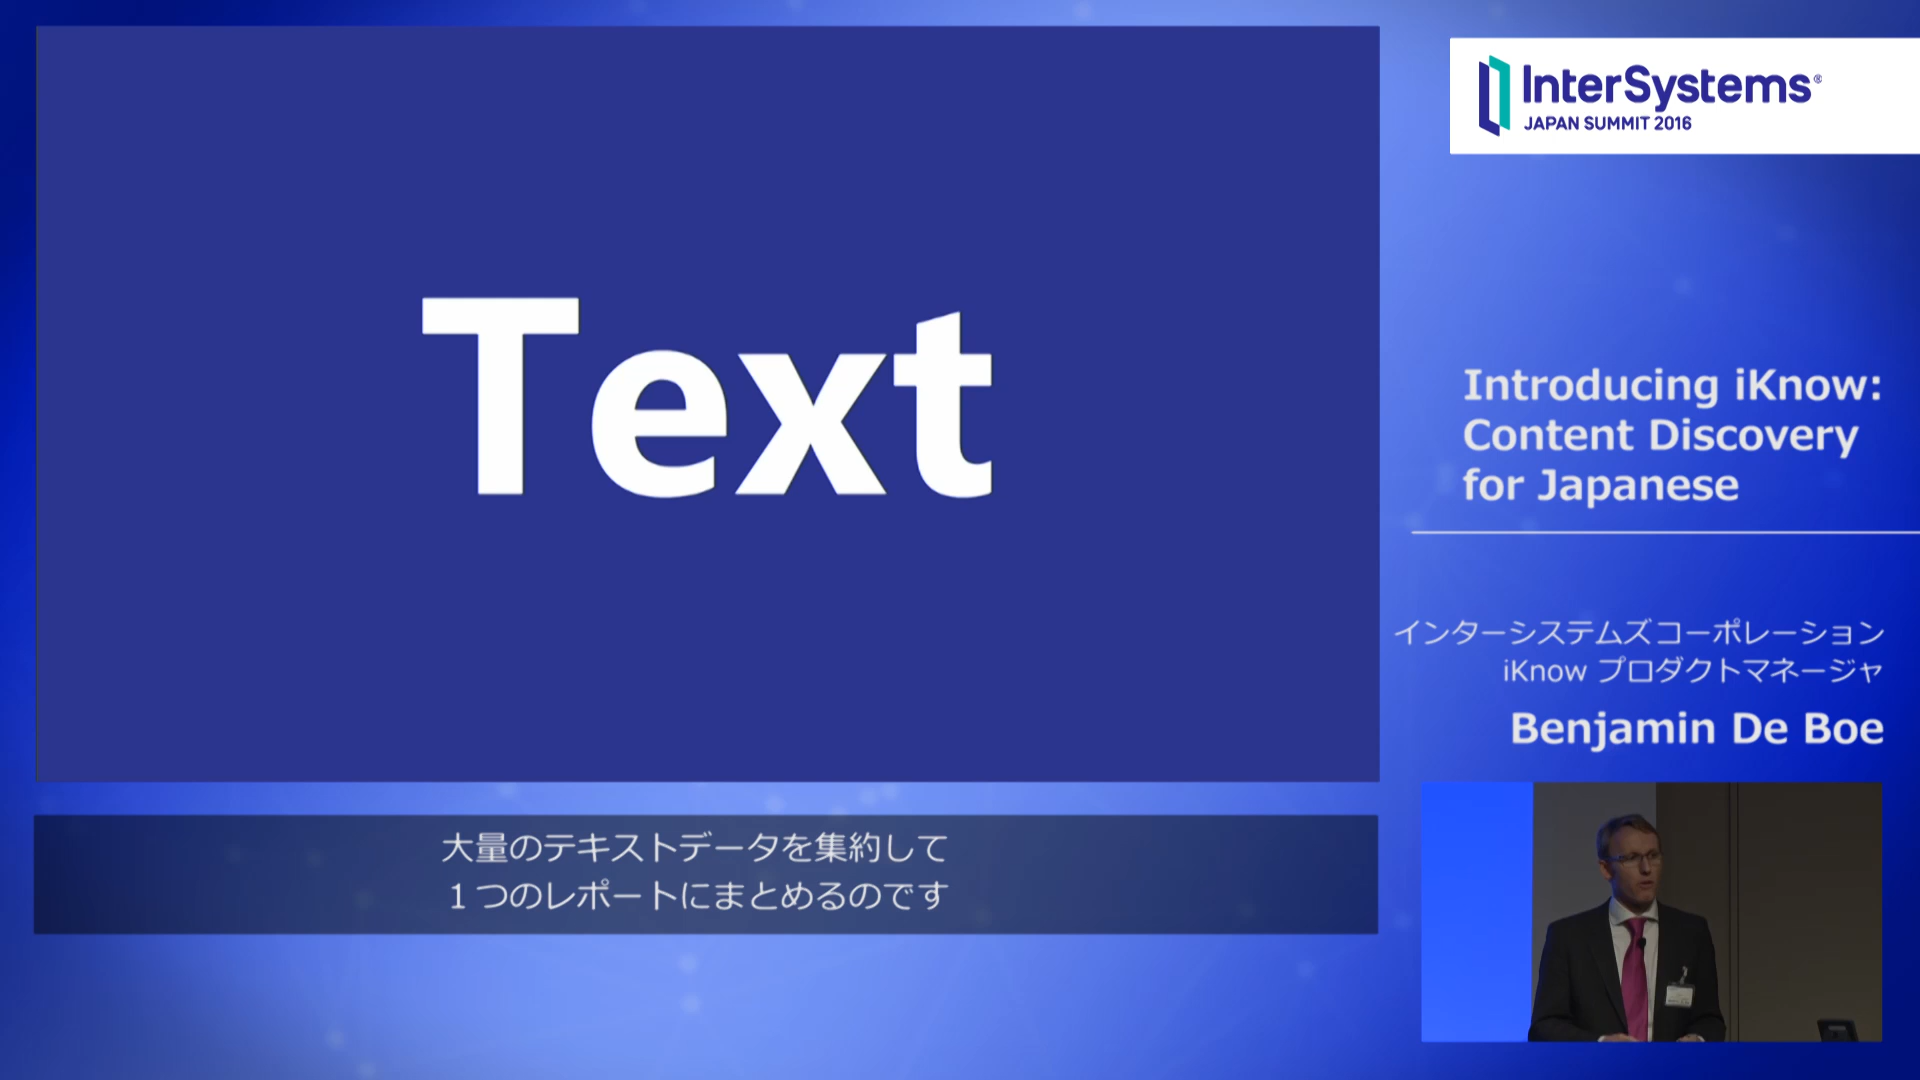 Text
InterSystems®
JAPAN SUMMIT 2016
Introducing iKnow:
Content Discovery
for Japanese
インターシステムズコーポレーション
iKnow プロダクトマネージャ
Benjamin De Boe
大量のテキストデータを集約して
１つのレポートにまとめるのです